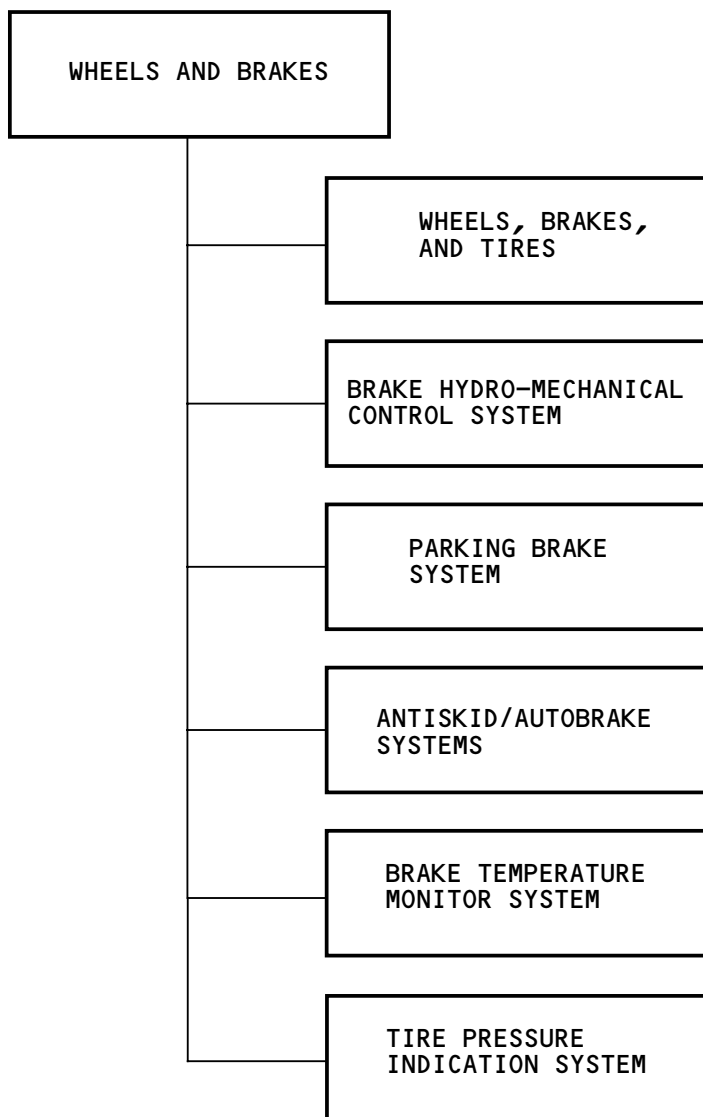 WHEELS AND BRAKES
WHEELS, BRAKES,
AND TIRES
BRAKE HYDRO-MECHANICAL
CONTROL SYSTEM
PARKING BRAKE
SYSTEM
ANTISKID/AUTOBRAKE
SYSTEMS
BRAKE TEMPERATURE
MONITOR SYSTEM
TIRE PRESSURE
INDICATION SYSTEM